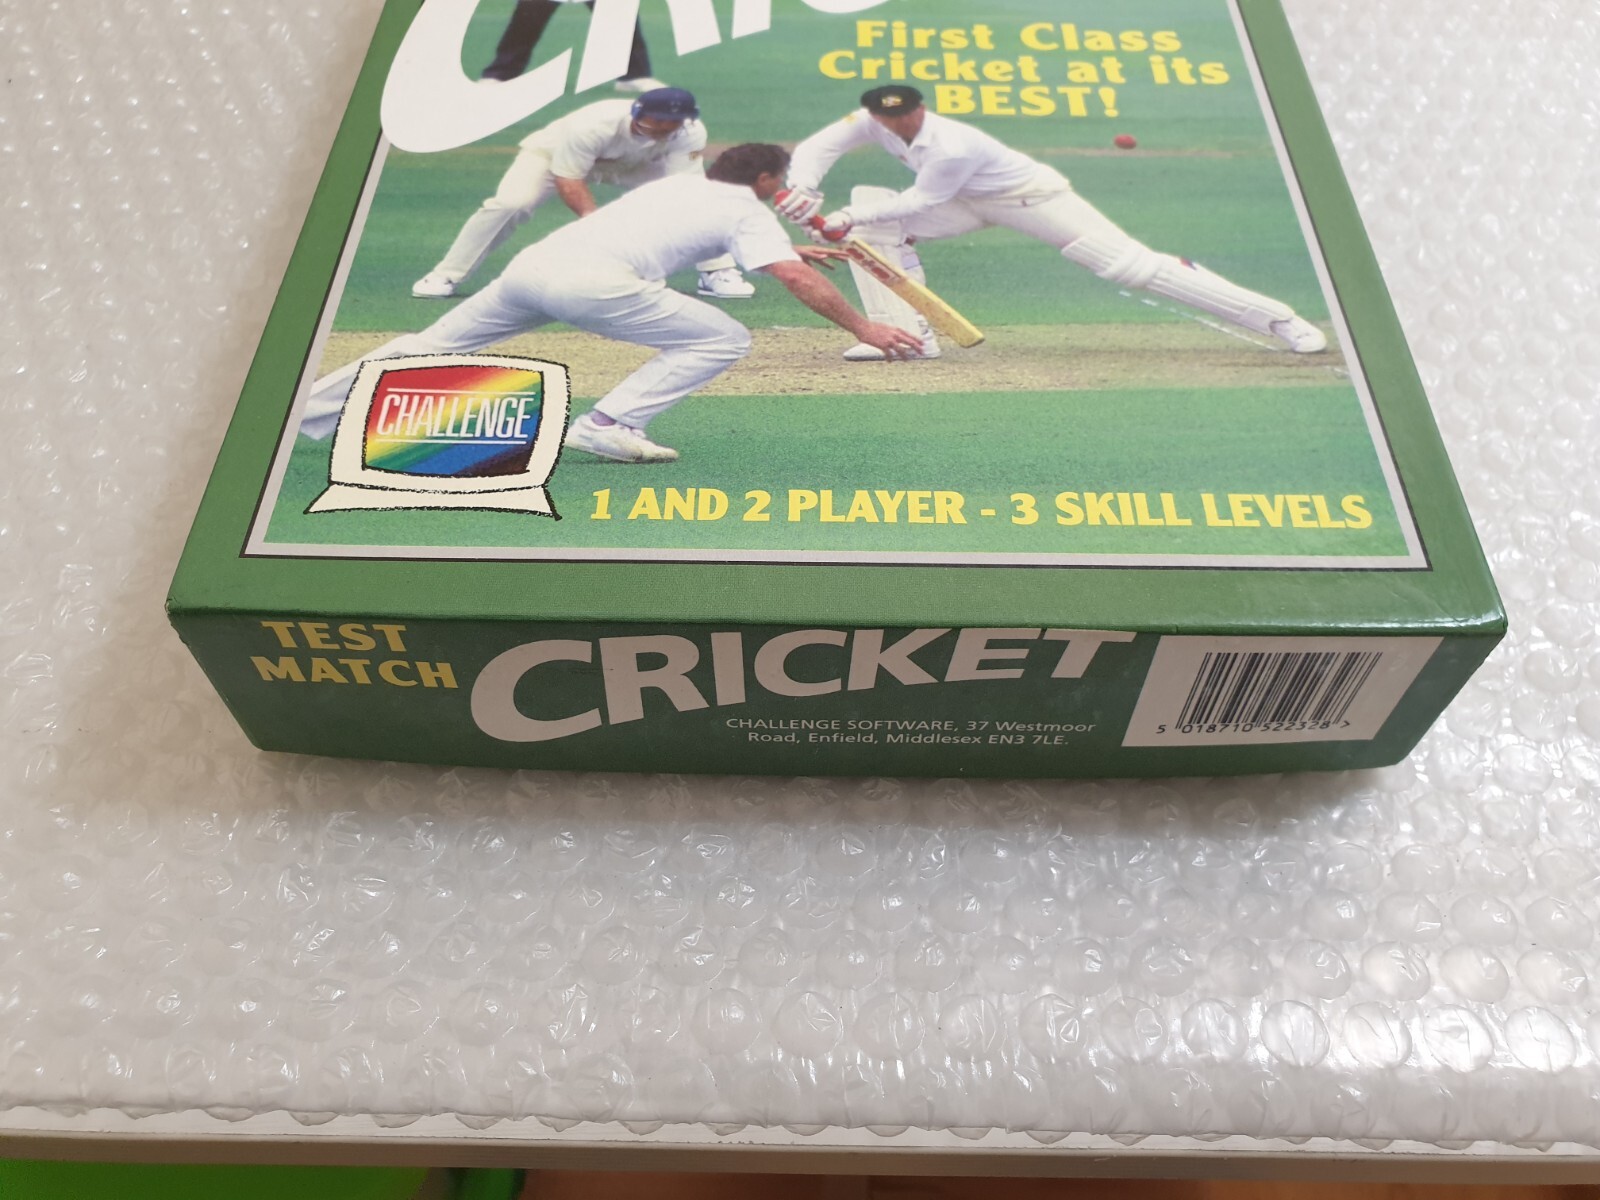 First Class
Cricket at its
BEST!
CHALLENGE
1 AND 2 PLAYER - 3 SKILL LEVELS
TEST
MATCH
CRICKET
CHALLENGE SOFTWARE, 37 Westmoor
Road, Enfield, Middlesex EN3 7LE.
5 018710 322328 >